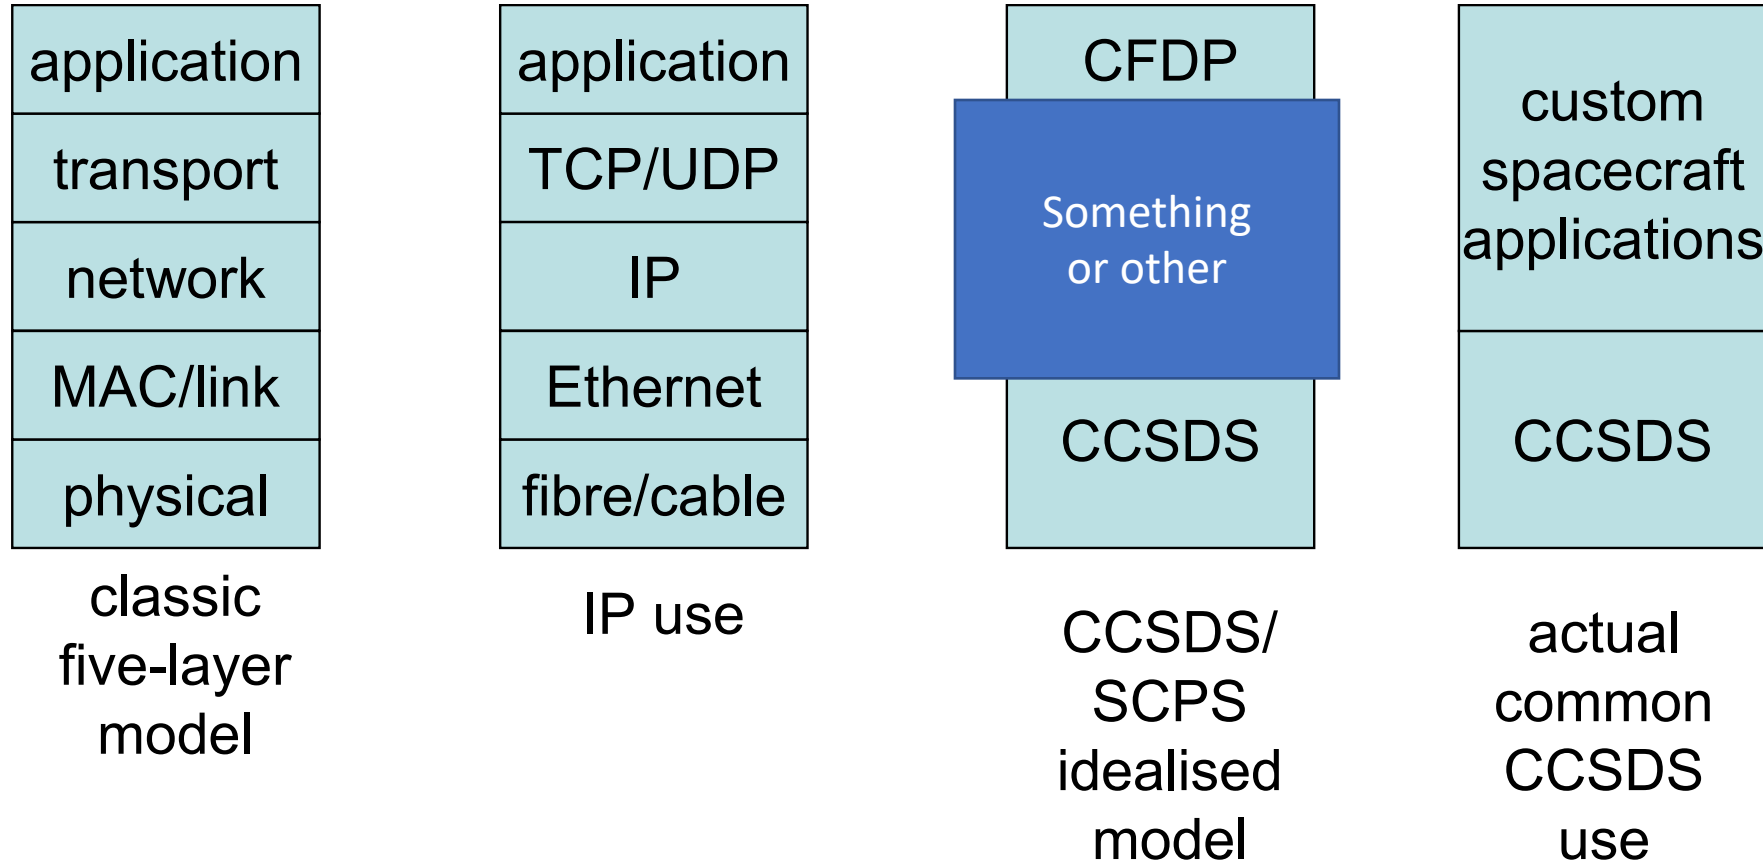 application
transport
network
MAC/link
physical
classic
five-layer
model
application
TCP/UDP
IP
Ethernet
fibre/cable
IP use
CFDP
Something
or other
CCSDS
CCSDS/
SCPS
idealised
model
custom
spacecraft
applications
CCSDS
actual
common
CCSDS
use